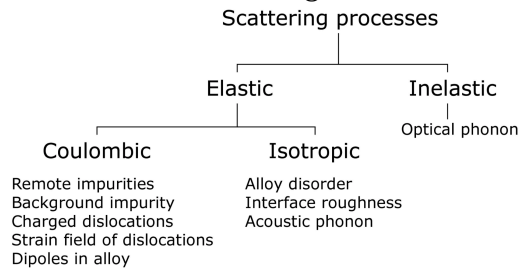 Scattering processes
Elastic
Inelastic
Optical phonon
Coulombic
Isotropic
Remote impurities
Background impurity
Charged dislocations
Strain field of dislocations
Dipoles in alloy
Alloy disorder
Interface roughness
Acoustic phonon